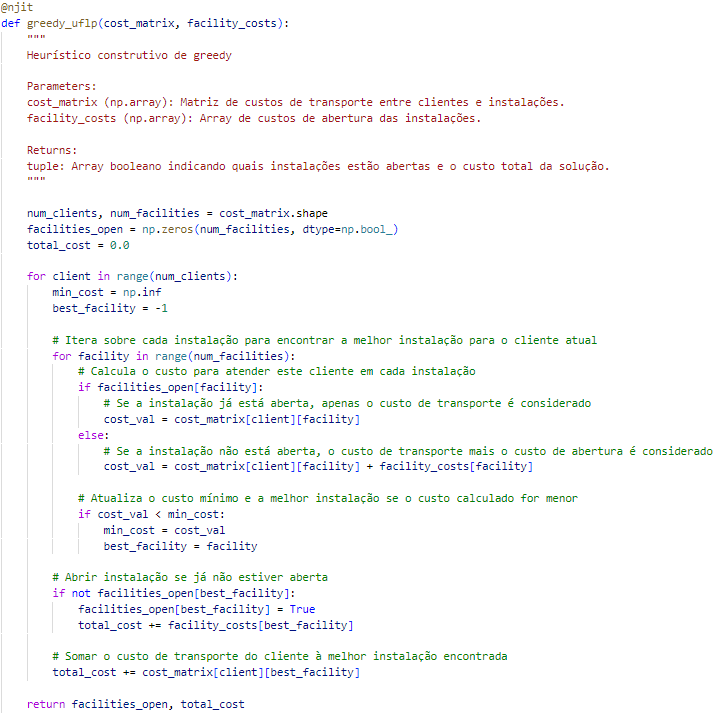 @njit
def greedy_uflp(cost_matrix, facility_costs):
    """
    Heurístico construtivo de greedy

    Parameters:
    cost_matrix (np.array): Matriz de custos de transporte entre clientes e instalações.
    facility_costs (np.array): Array de custos de abertura das instalações.

    Returns:
    tuple: Array booleano indicando quais instalações estão abertas e o custo total da solução.
    """

    num_clients, num_facilities = cost_matrix.shape
    facilities_open = np.zeros(num_facilities, dtype=np.bool_)
    total_cost = 0.0

    for client in range(num_clients):
        min_cost = np.inf
        best_facility = -1

        # Itera sobre cada instalação para encontrar a melhor instalação para o cliente atual
        for facility in range(num_facilities):
            # Calcula o custo para atender este cliente em cada instalação
            if facilities_open[facility]:
                # Se a instalação já está aberta, apenas o custo de transporte é considerado
                cost_val = cost_matrix[client][facility]
            else:
                # Se a instalação não está aberta, o custo de transporte mais o custo de abertura é considerado
                cost_val = cost_matrix[client][facility] + facility_costs[facility]

            # Atualiza o custo mínimo e a melhor instalação se o custo calculado for menor
            if cost_val < min_cost:
                min_cost = cost_val
                best_facility = facility

        # Abrir instalação se já não estiver aberta
        if not facilities_open[best_facility]:
            facilities_open[best_facility] = True
            total_cost += facility_costs[best_facility]

        # Somar o custo de transporte do cliente à melhor instalação encontrada
        total_cost += cost_matrix[client][best_facility]

    return facilities_open, total_cost